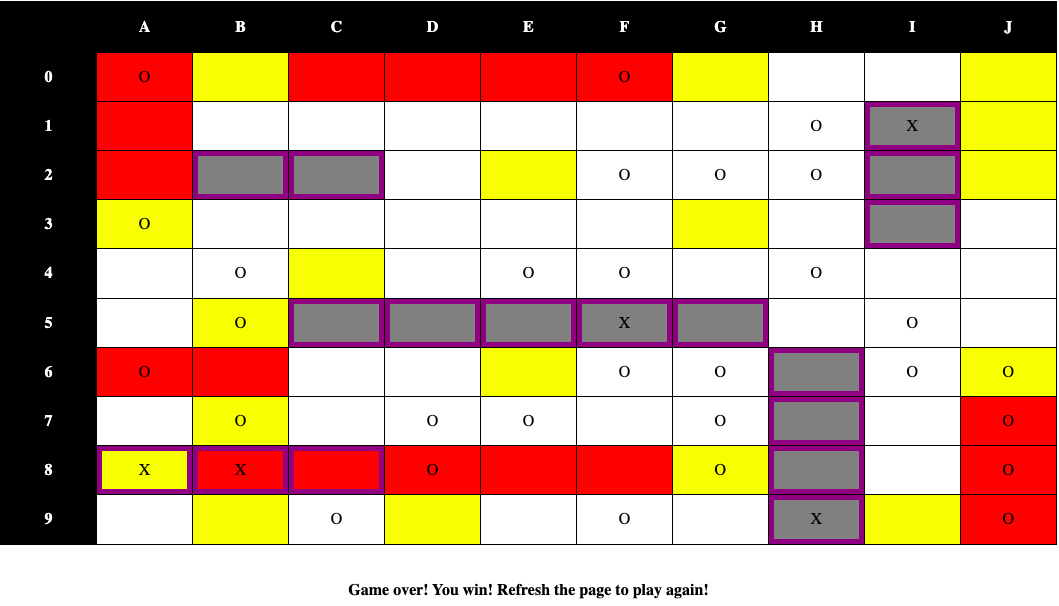 A B C D E F G H I J
0 O O
1 O X
2 O O O
3 O
4 O O O O
5 O X O
6 O O O O O
7 O O O O O
8 X X O O O
9 O O X O
Game over! You win! Refresh the page to play again!